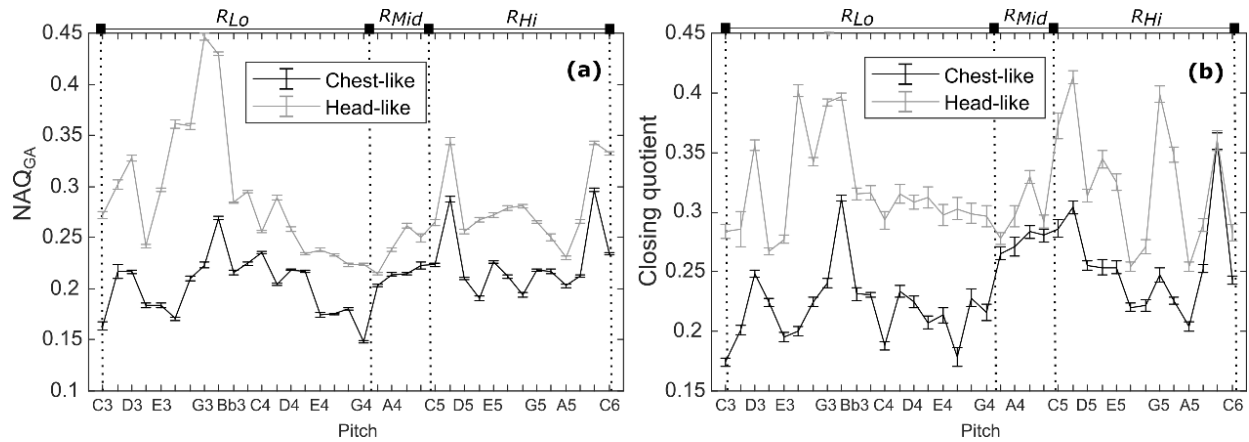 R_Lo R_Mid R_Hi
0.45
0.4
0.35
0.3
0.25
0.2
0.15
0.1
NAQ_GA
Chest-like
Head-like
(a)
C3 D3 E3 G3 Bb3 C4 D4 E4 G4 A4 C5 D5 E5 G5 A5 C6
Pitch
R_Lo R_Mid R_Hi
0.45
0.4
0.35
0.3
0.25
0.2
0.15
Closing quotient
Chest-like
Head-like
(b)
C3 D3 E3 G3 Bb3 C4 D4 E4 G4 A4 C5 D5 E5 G5 A5 C6
Pitch